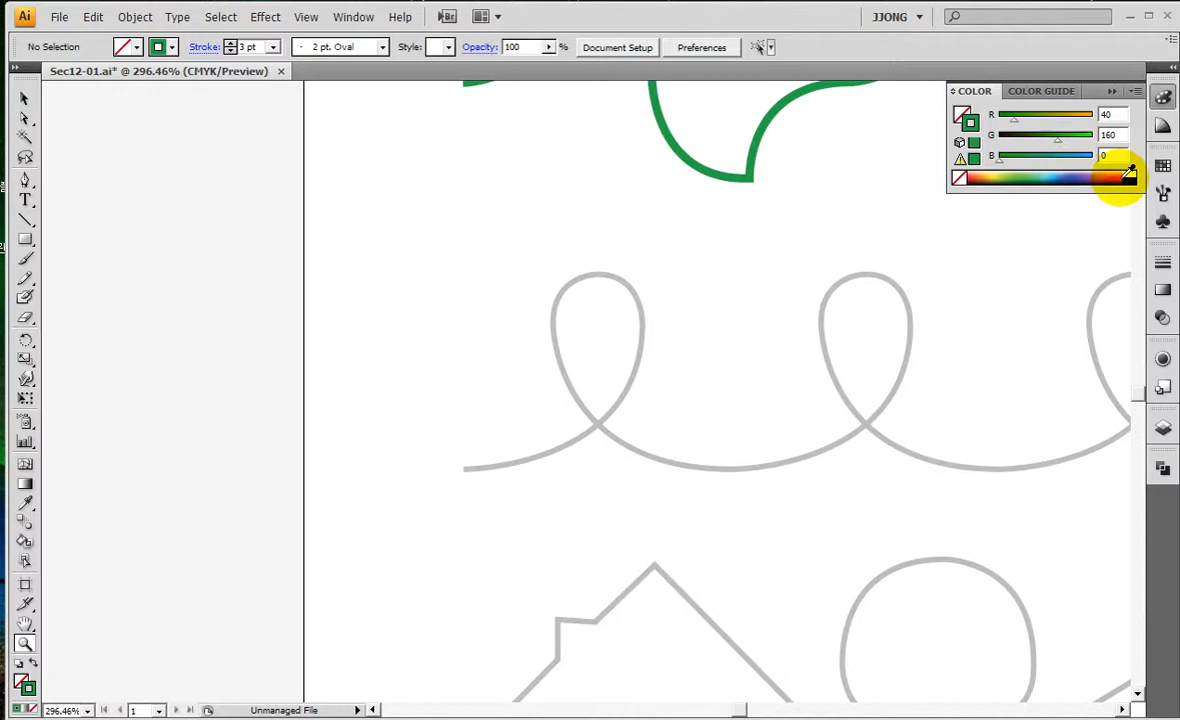 Ai File Edit Object Type Select Effect View Window Help Br JJONG
No Selection Stroke: 3 pt 2 pt. Oval Style: Opacity: 100 % Document Setup Preferences
Sec12-01.ai* @ 296.46% (CMYK/Preview)
COLOR COLOR GUIDE
R 40
G 160
B 0
296.46% 1 Unmanaged File